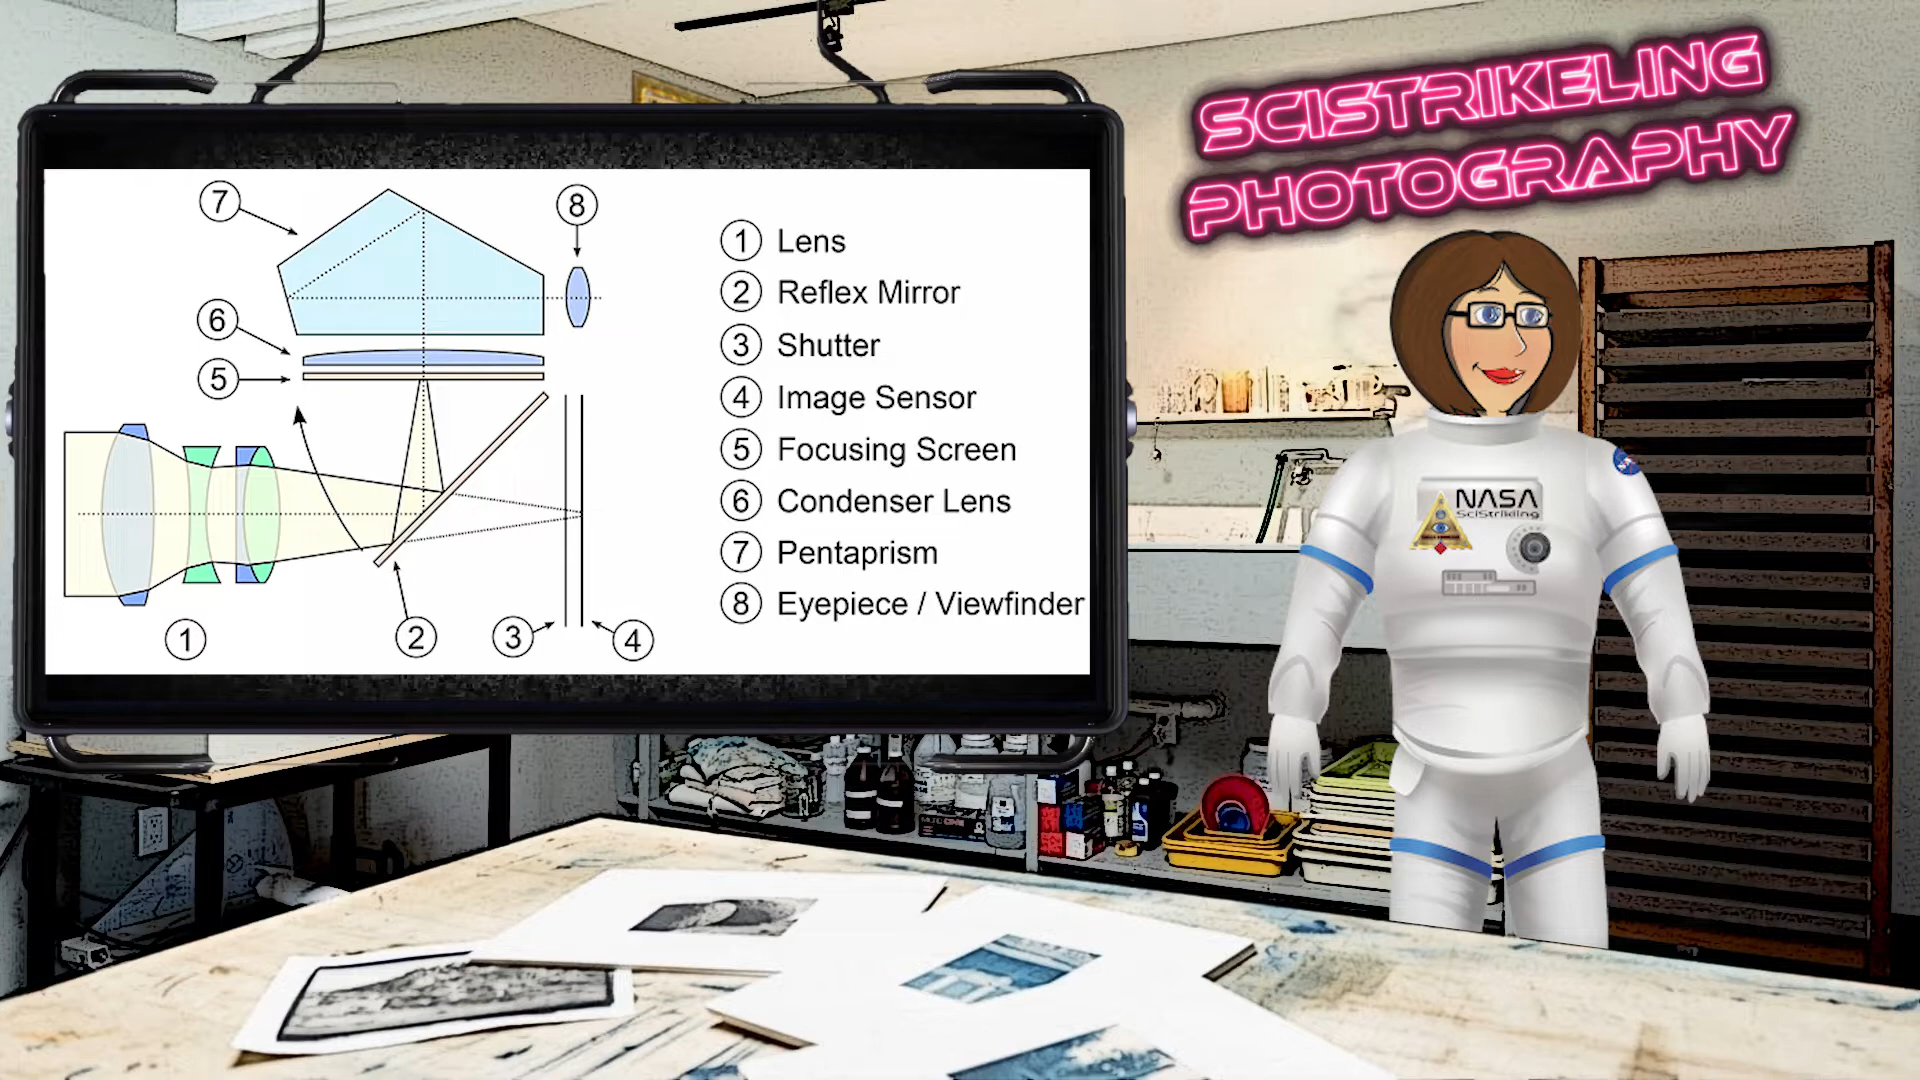 SCISTRIKELING
PHOTOGRAPHY
7
8
6
5
1
2
3
4
1 Lens
2 Reflex Mirror
3 Shutter
4 Image Sensor
5 Focusing Screen
6 Condenser Lens
7 Pentaprism
8 Eyepiece / Viewfinder
NASA
SciStrikling